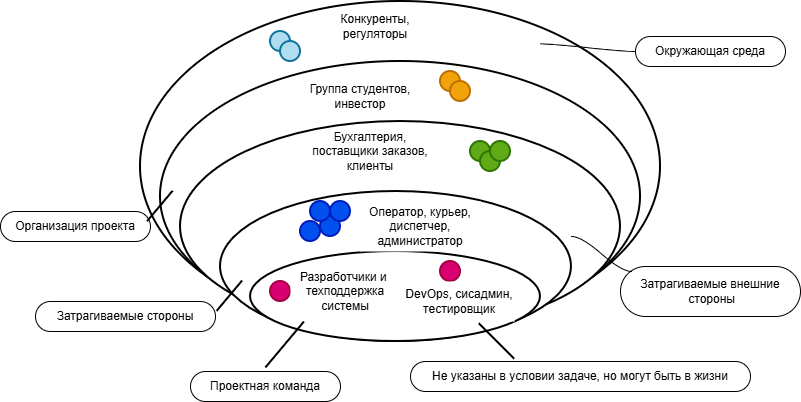 Конкуренты,
регуляторы
Окружающая среда
Группа студентов,
инвестор
Бухгалтерия,
поставщики заказов,
клиенты
Организация проекта
Оператор, курьер,
диспетчер,
администратор
Затрагиваемые внешние
стороны
Разработчики и
техподдержка
системы
DevOps, сисадмин,
тестировщик
Затрагиваемые стороны
Проектная команда
Не указаны в условии задаче, но могут быть в жизни